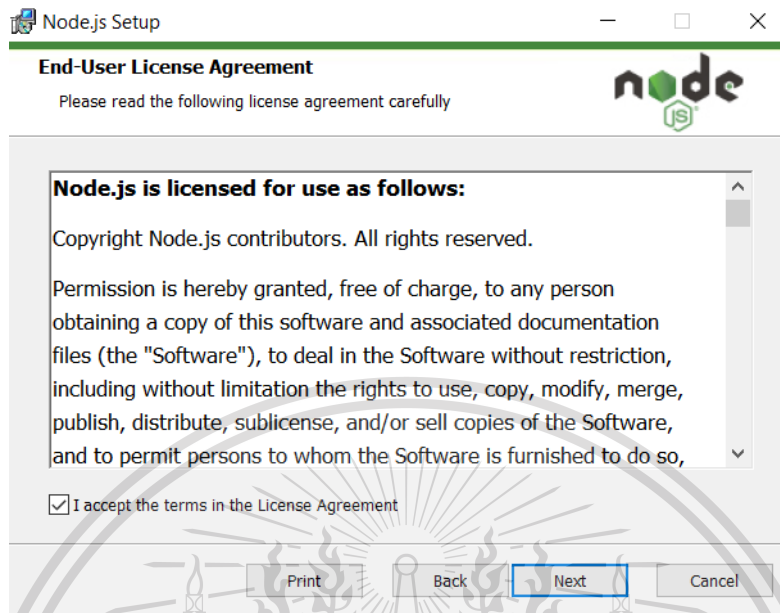 Node.js Setup
End-User License Agreement
Please read the following license agreement carefully
node
JS
Node.js is licensed for use as follows:
Copyright Node.js contributors. All rights reserved.
Permission is hereby granted, free of charge, to any person
obtaining a copy of this software and associated documentation
files (the "Software"), to deal in the Software without restriction,
including without limitation the rights to use, copy, modify, merge,
publish, distribute, sublicense, and/or sell copies of the Software,
and to permit persons to whom the Software is furnished to do so,
I accept the terms in the License Agreement
Print Back Next Cancel